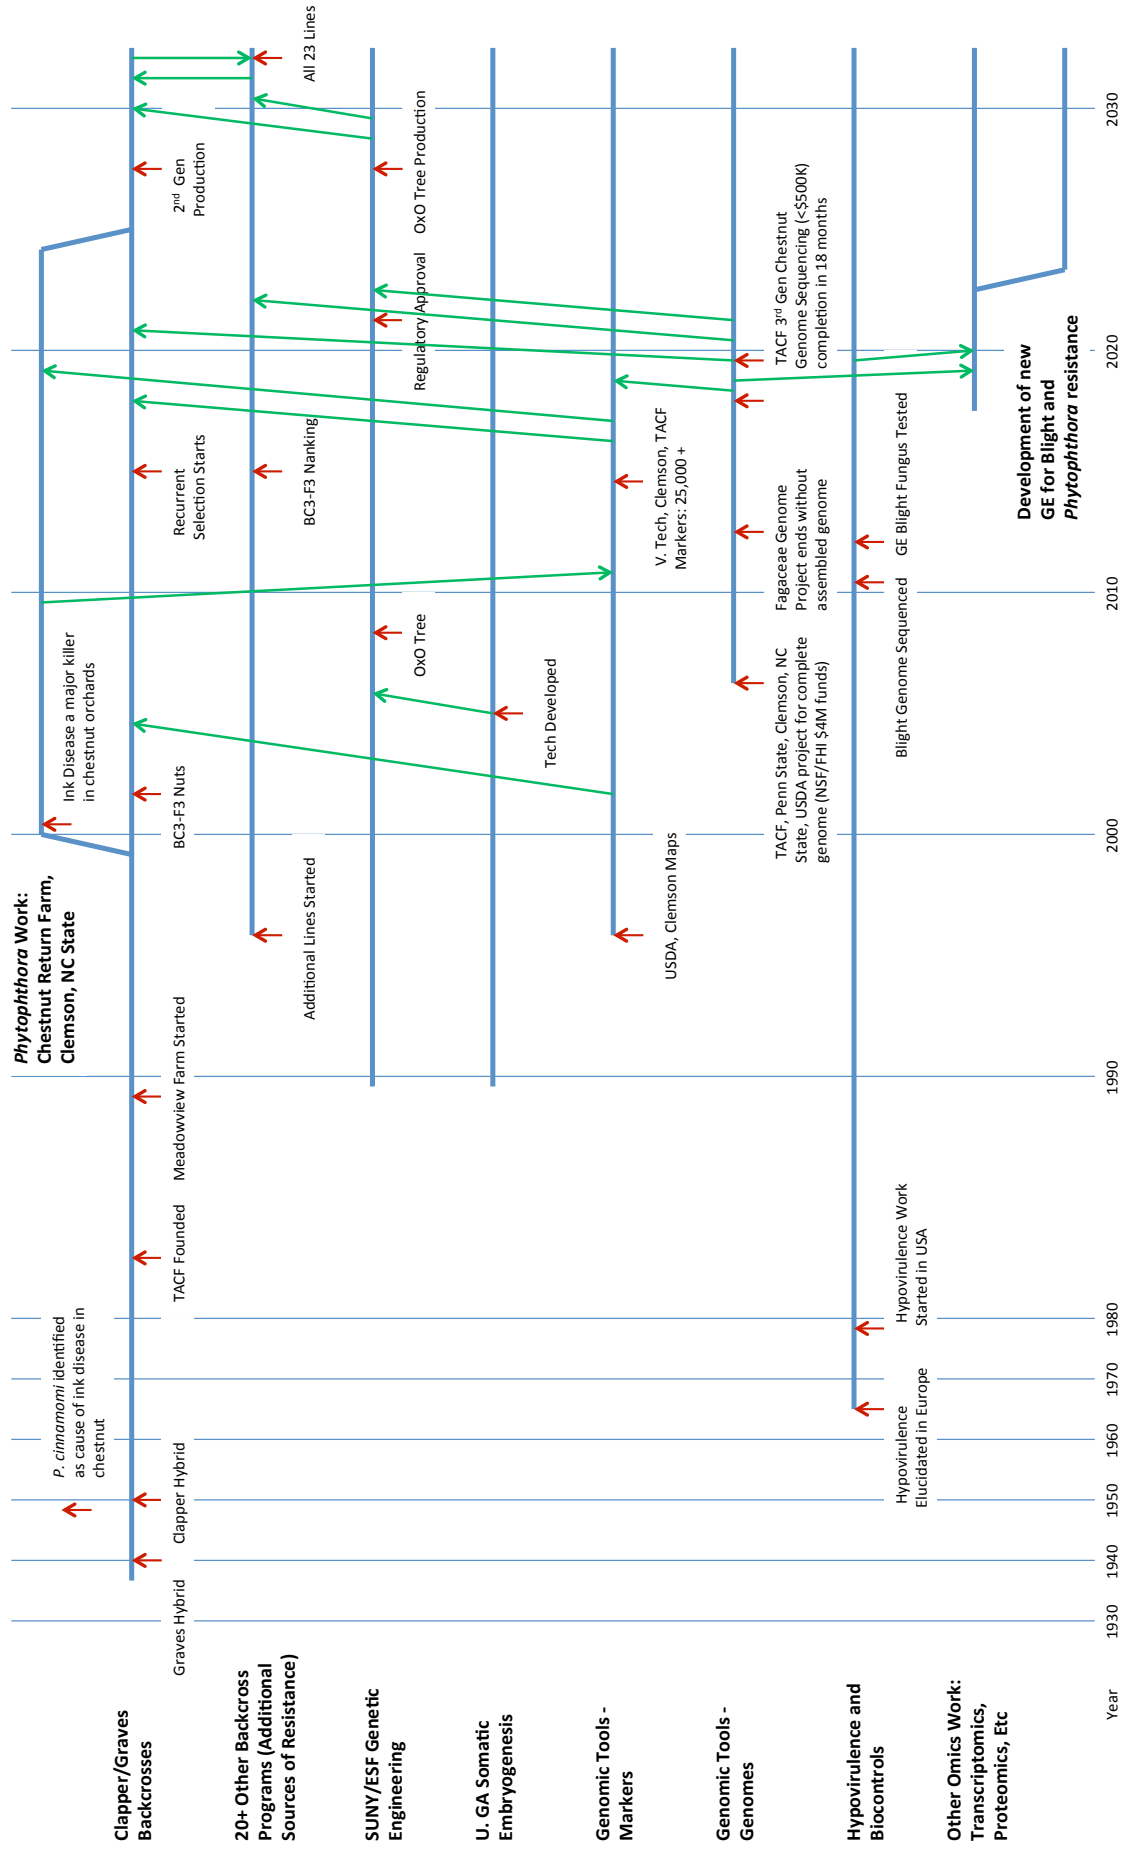 Phytophthora Work:
Chestnut Return Farm,
Clemson, NC State
P. cinnamomi identified
as cause of ink disease in
chestnut
Ink Disease a major killer
in chestnut orchards
Clapper/Graves
Backcrosses
Graves Hybrid
Clapper Hybrid
TACF Founded
Meadowview Farm Started
BC3-F3 Nuts
Recurrent
Selection Starts
2nd Gen
Production
20+ Other Backcross
Programs (Additional
Sources of Resistance)
Additional Lines Started
BC3-F3 Nanking
All 23 Lines
SUNY/ESF Genetic
Engineering
OxO Tree
Regulatory Approval
OxO Tree Production
U. GA Somatic
Embryogenesis
Tech Developed
Genomic Tools -
Markers
USDA, Clemson Maps
V. Tech, Clemson, TACF
Markers: 25,000 +
Genomic Tools -
Genomes
TACF, Penn State, Clemson, NC
State, USDA project for complete
genome (NSF/FHI $4M funds)
Fagaceae Genome
Project ends without
assembled genome
TACF 3rd Gen Chestnut
Genome Sequencing (<$500K)
completion in 18 months
Hypovirulence and
Biocontrols
Hypovirulence
Elucidated in Europe
Hypovirulence Work
Started in USA
Blight Genome Sequenced
GE Blight Fungus Tested
Other Omics Work:
Transcriptomics,
Proteomics, Etc
Development of new
GE for Blight and
Phytophthora resistance
Year
1930
1940
1950
1960
1970
1980
1990
2000
2010
2020
2030